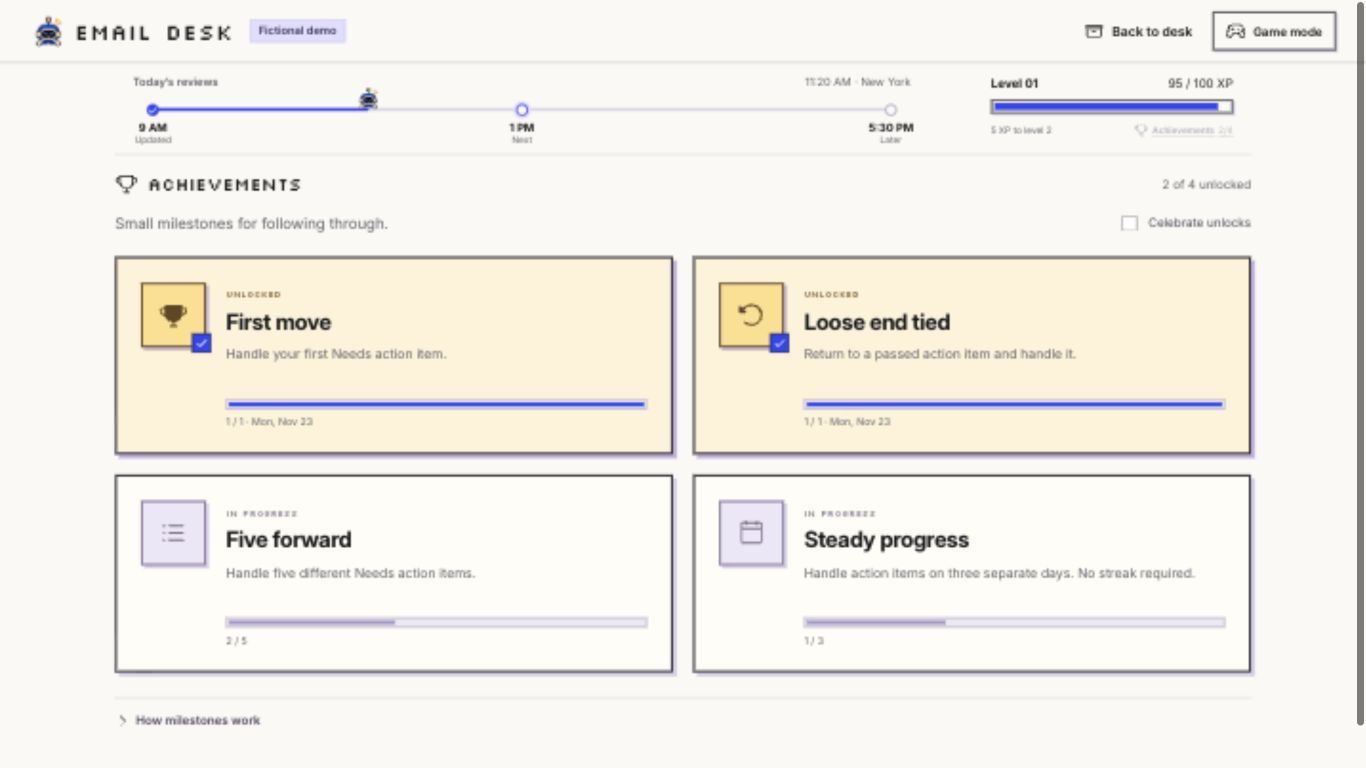 EMAIL DESK
Fictional demo
Back to desk
Game mode
Today's reviews
11:20 AM · New York
Level 01
95 / 100 XP
9 AM
Updated
1 PM
Next
5:30 PM
Later
5 XP to level 2
Achievements 2/4
ACHIEVEMENTS
2 of 4 unlocked
Small milestones for following through.
Celebrate unlocks
UNLOCKED
First move
Handle your first Needs action item.
1 / 1 · Mon, Nov 23
UNLOCKED
Loose end tied
Return to a passed action item and handle it.
1 / 1 · Mon, Nov 23
IN PROGRESS
Five forward
Handle five different Needs action items.
2 / 5
IN PROGRESS
Steady progress
Handle action items on three separate days. No streak required.
1 / 3
How milestones work